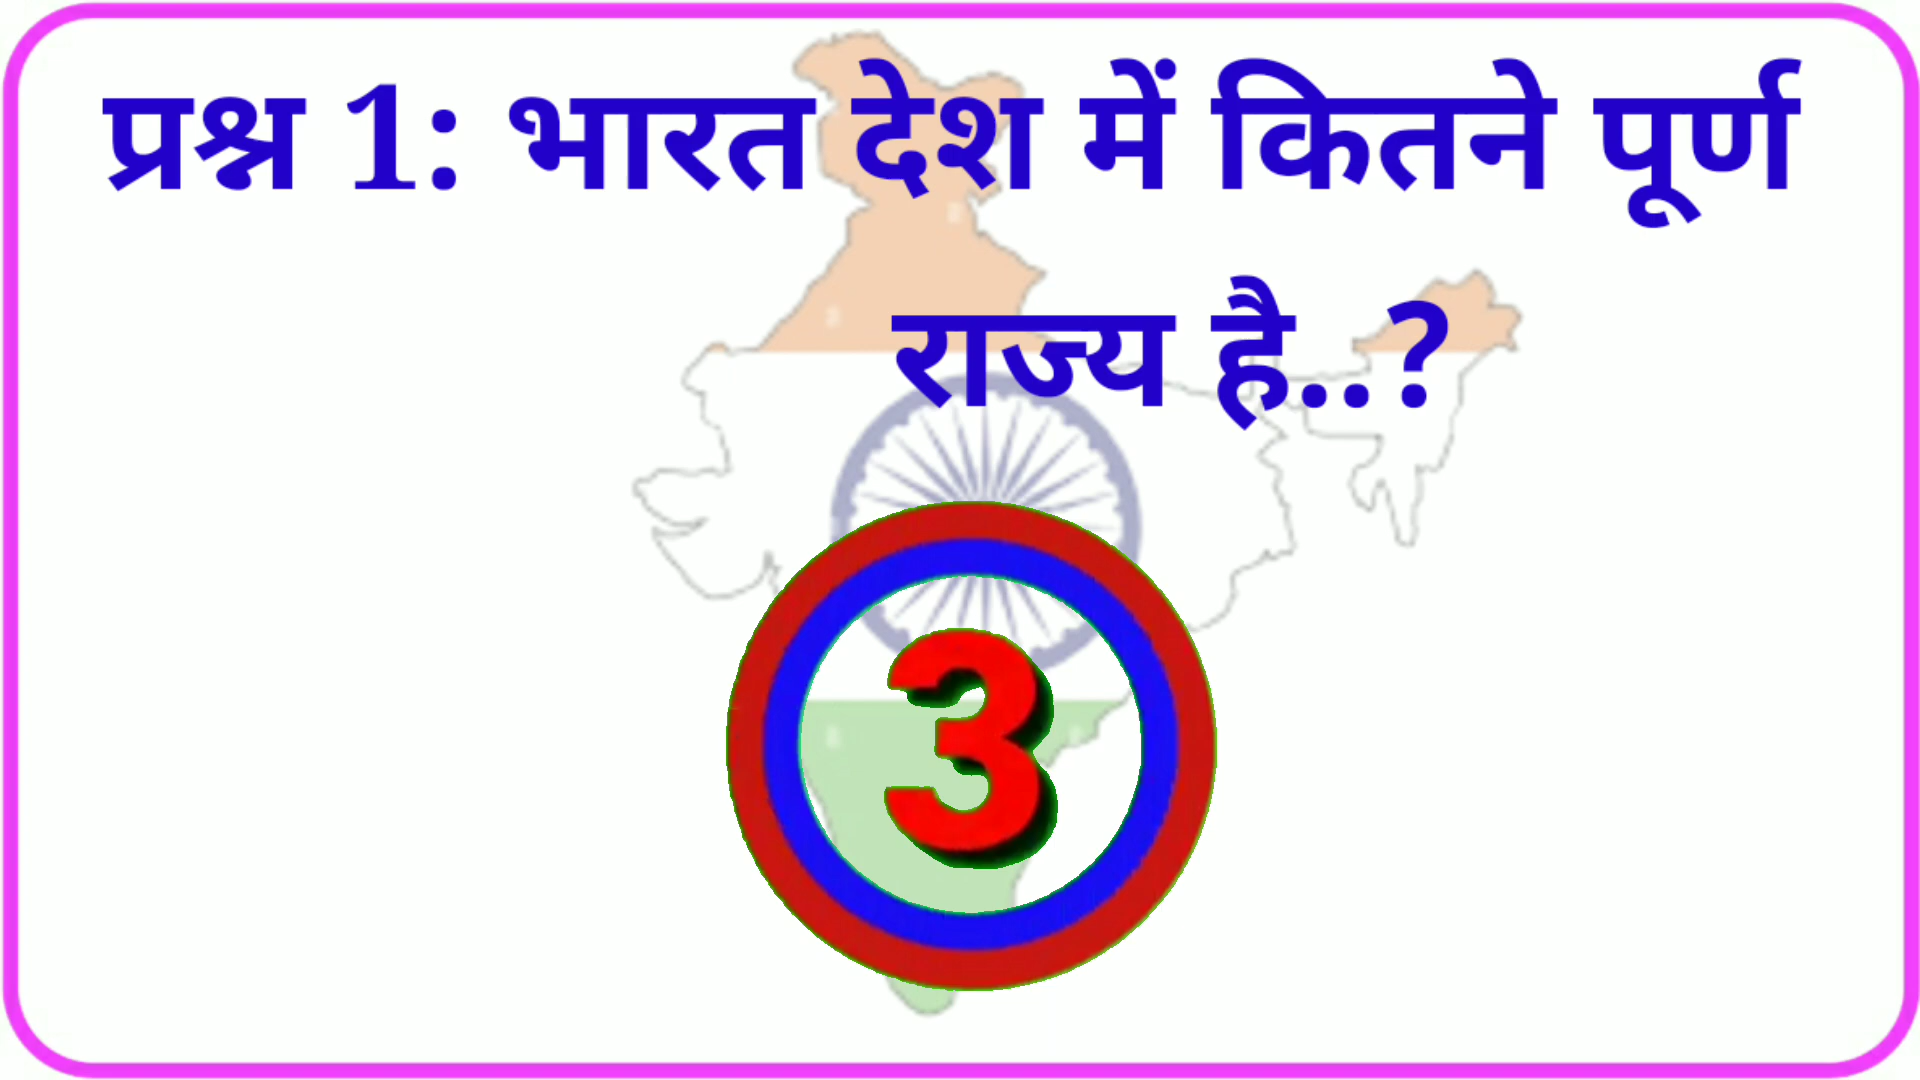 प्रश्न 1: भारत देश में कितने पूर्ण
राज्य है..?
3